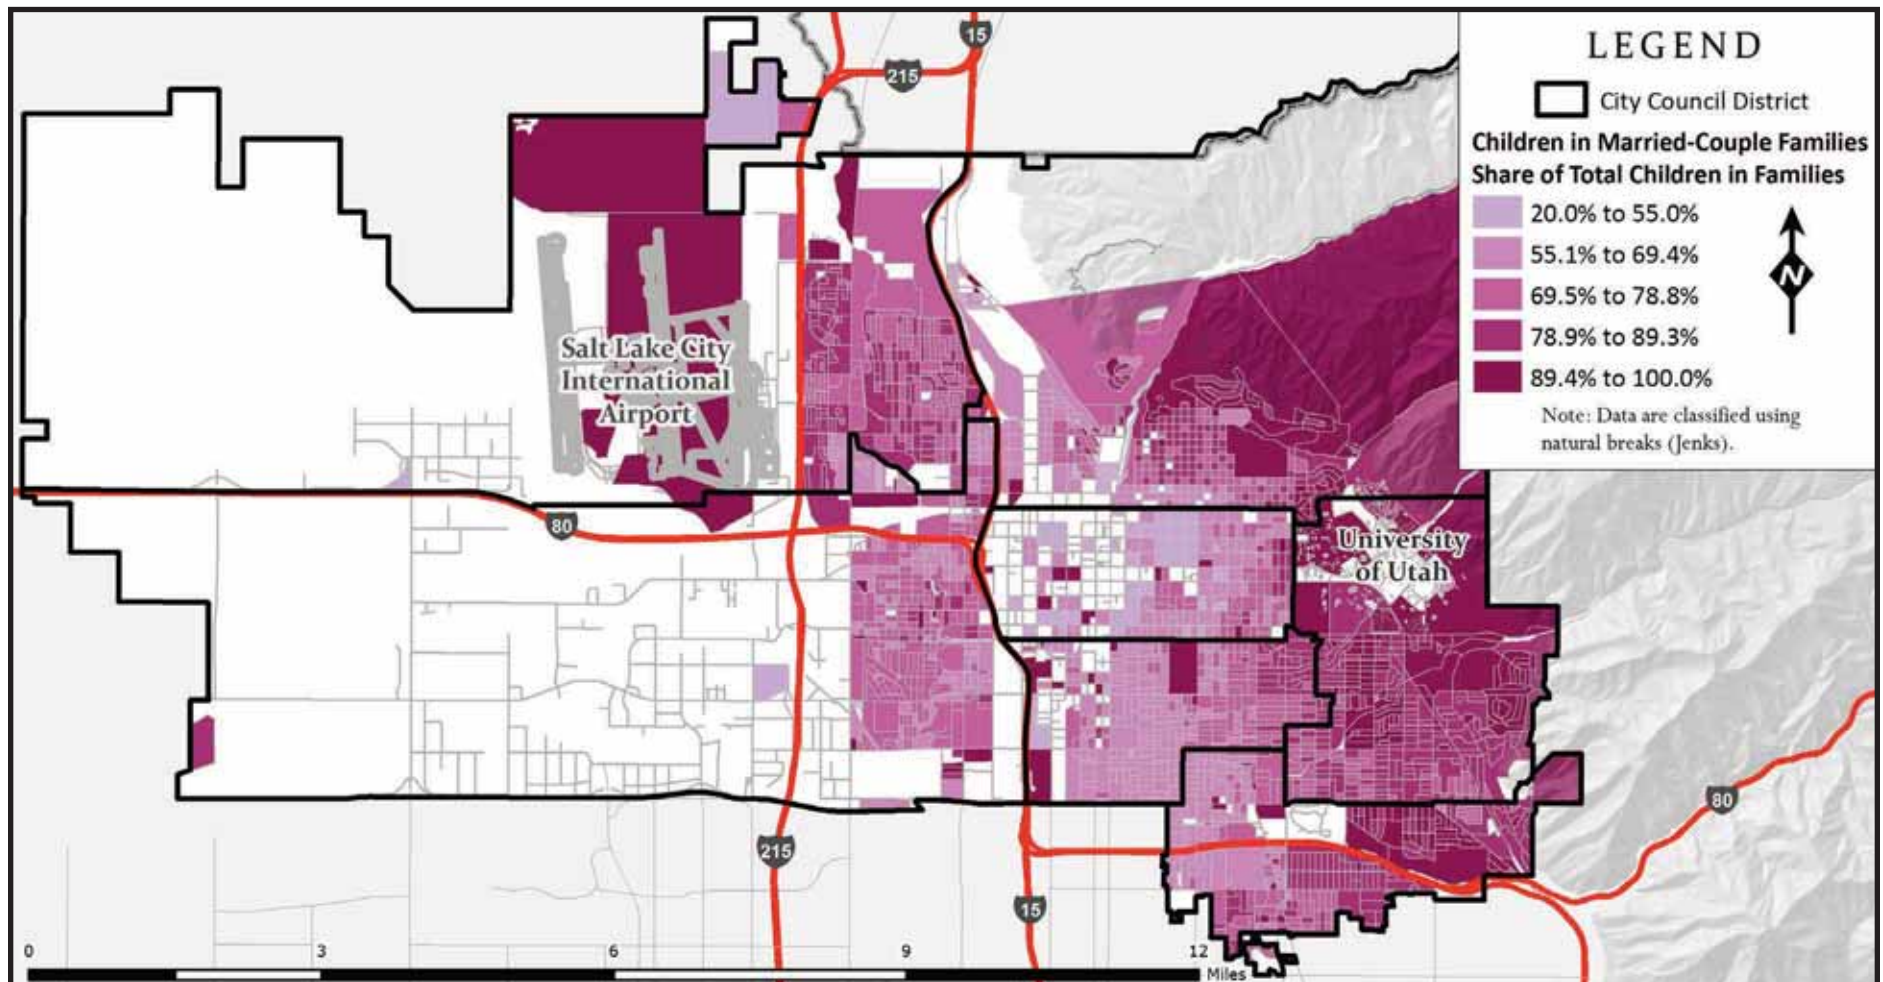 LEGEND
City Council District
Children in Married-Couple Families
Share of Total Children in Families
20.0% to 55.0%
55.1% to 69.4%
69.5% to 78.8%
78.9% to 89.3%
89.4% to 100.0%
N
Note: Data are classified using
natural breaks (Jenks).
15
215
Salt Lake City
International
Airport
80
University
of Utah
80
215
15
0 3 6 9 12
Miles